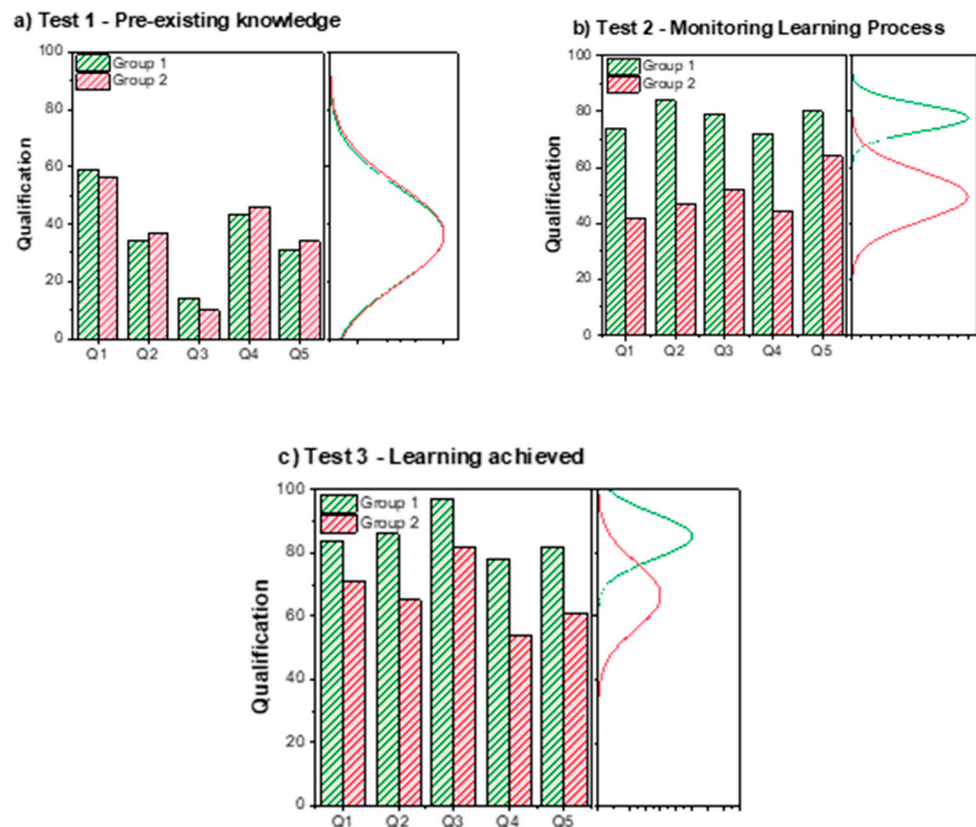 a) Test 1 - Pre-existing knowledge
100
80
60
40
20
0
Qualification
Group 1
Group 2
Q1 Q2 Q3 Q4 Q5
b) Test 2 - Monitoring Learning Process
100
80
60
40
20
0
Qualification
Group 1
Group 2
Q1 Q2 Q3 Q4 Q5
c) Test 3 - Learning achieved
100
80
60
40
20
0
Qualification
Group 1
Group 2
Q1 Q2 Q3 Q4 Q5